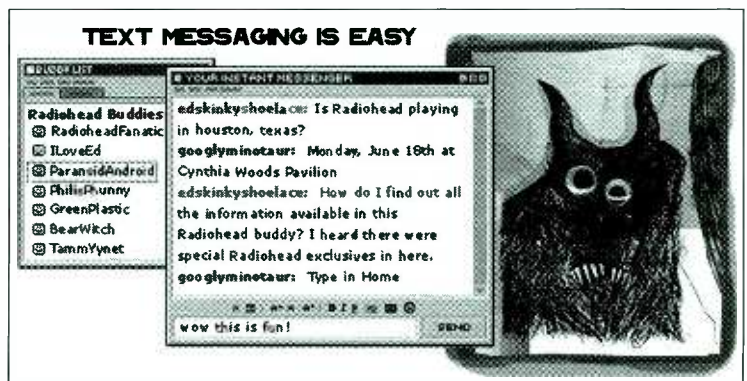 TEXT MESSAGING IS EASY
BUDDY LIST
Radiohead Buddies
RadioheadFanatic
ILoveEd
ParanoidAndroid
PhilisPhunny
GreenPlastic
BearWitch
TammYynet
YOUR INSTANT MESSENGER
edskinkyshoelace: Is Radiohead playing
in houston, texas?
googlyminotaur: Monday, June 18th at
Cynthia Woods Pavilion
edskinkyshoelace: How do I find out all
the information available in this
Radiohead buddy? I heard there were
special Radiohead exclusives in here.
googlyminotaur: Type in Home
wow this is fun!
SEND